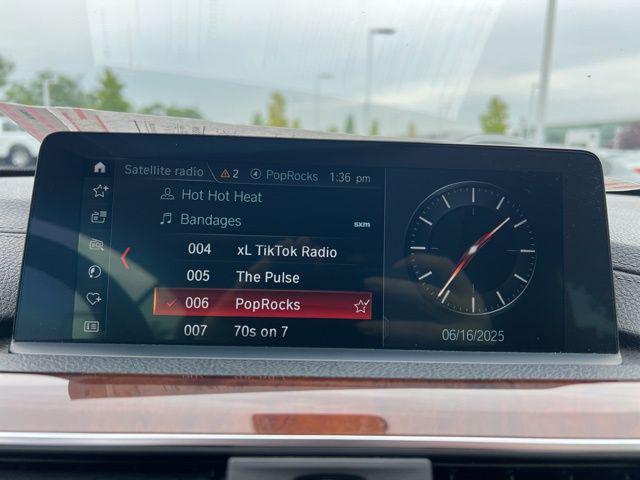 Satellite radio 2 PopRocks 1:36 pm
Hot Hot Heat
Bandages sxm
004 xL TikTok Radio
005 The Pulse
006 PopRocks
007 70s on 7
06/16/2025